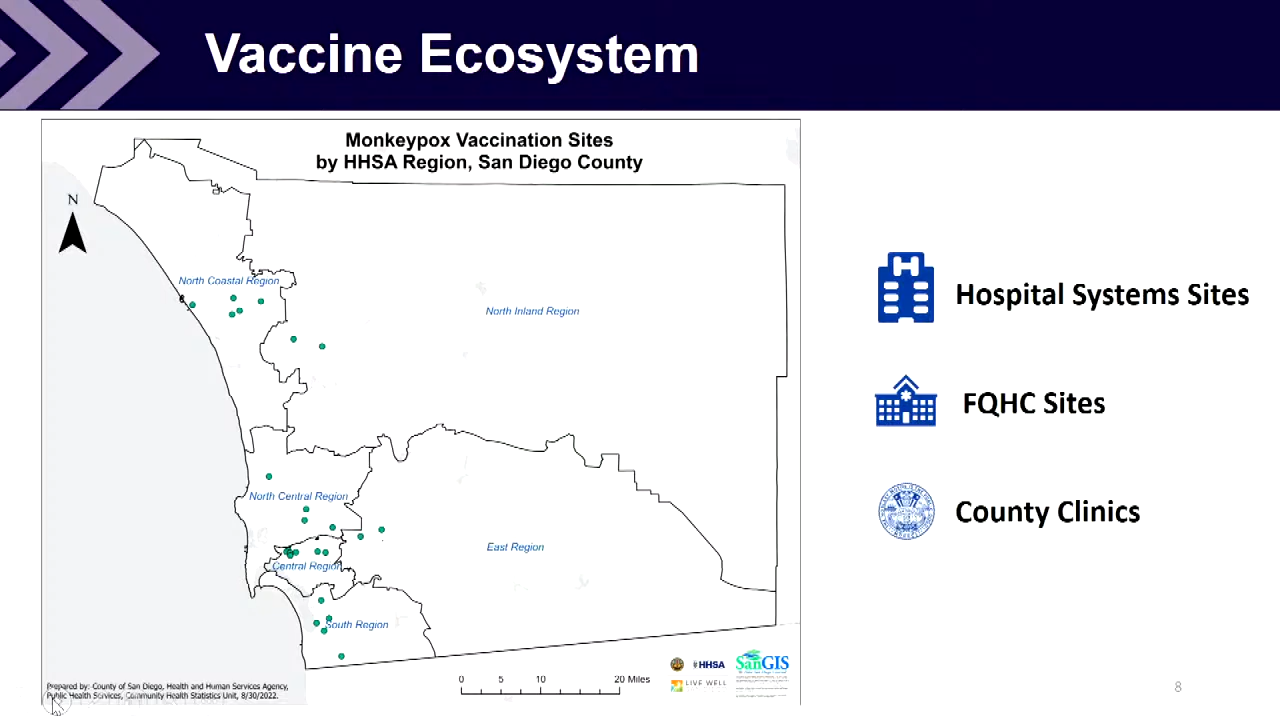 Vaccine Ecosystem
Monkeypox Vaccination Sites
by HHSA Region, San Diego County
N
North Coastal Region
North Inland Region
North Central Region
East Region
Central Region
South Region
H
Hospital Systems Sites
FQHC Sites
County Clinics
HHSA
SanGIS
LIVE WELL
0 5 10 20 Miles
Prepared by: County of San Diego, Health and Human Services Agency,
Public Health Services, Community Health Statistics Unit, 8/30/2022.
8